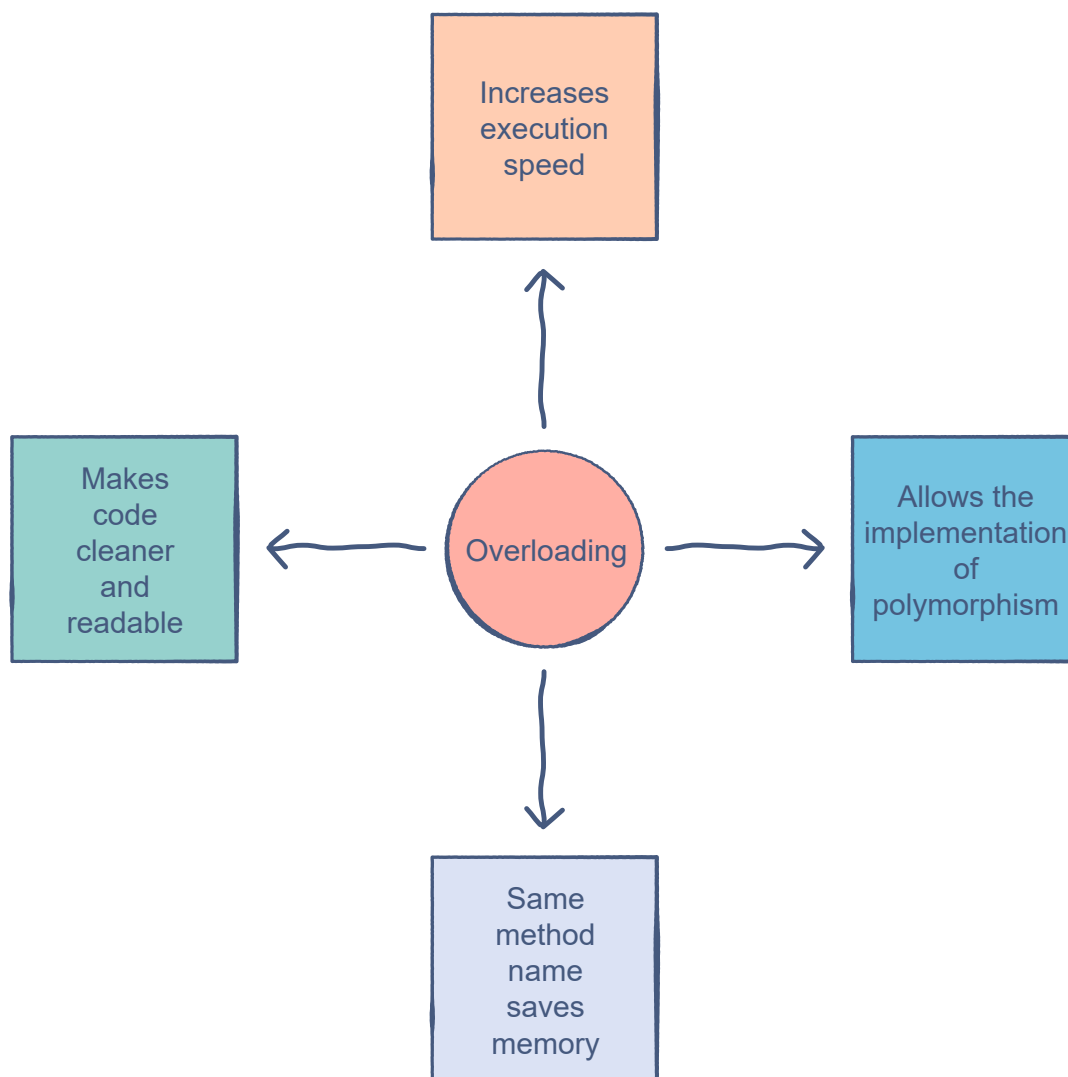 Increases
execution
speed
Makes
code
cleaner
and
readable
Overloading
Allows the
implementation
of
polymorphism
Same
method
name
saves
memory